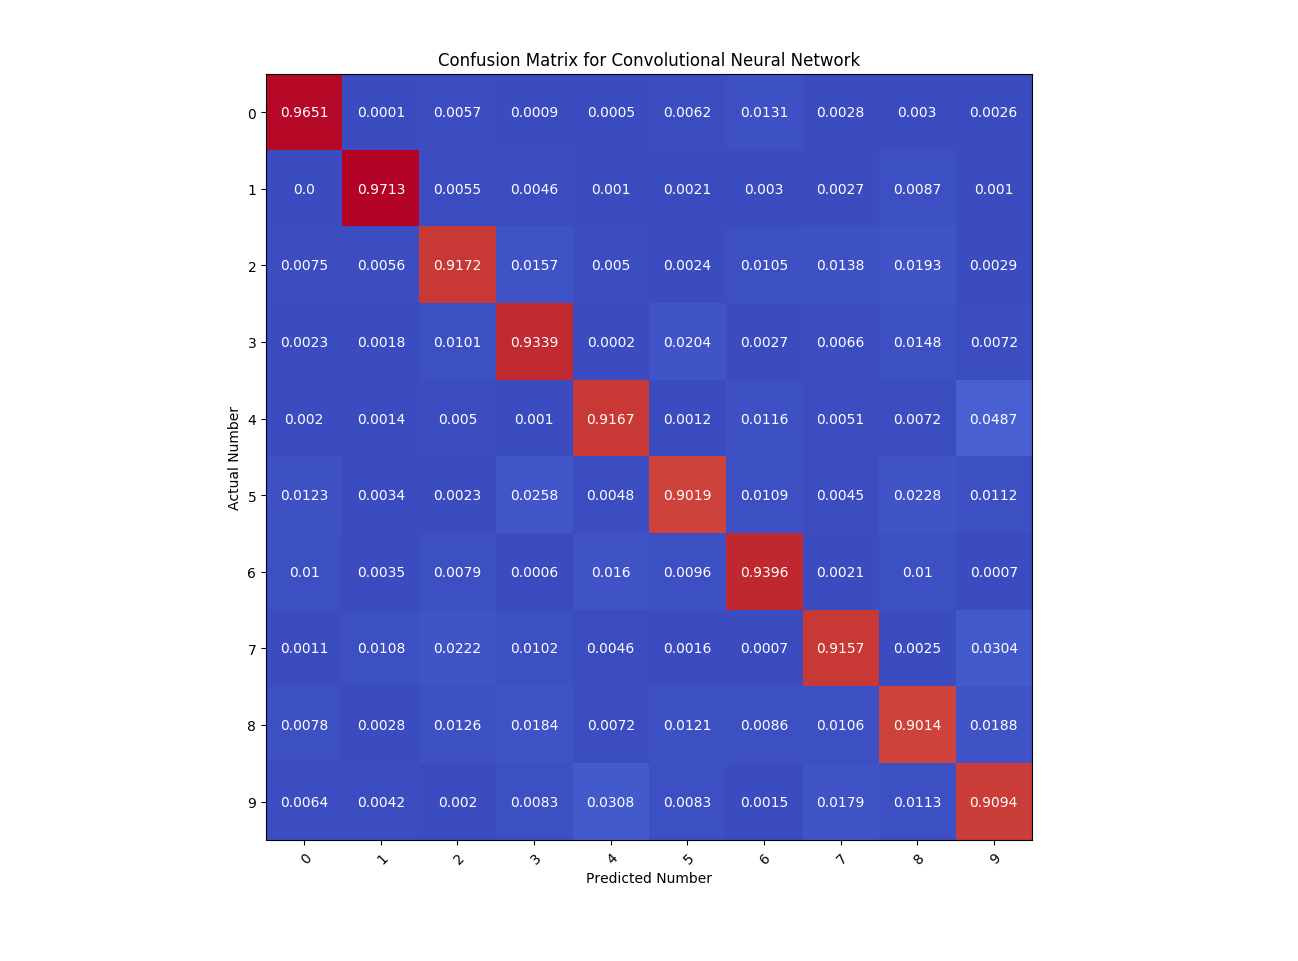 Confusion Matrix for Convolutional Neural Network
0 0.9651 0.0001 0.0057 0.0009 0.0005 0.0062 0.0131 0.0028 0.003 0.0026
1 0.0 0.9713 0.0055 0.0046 0.001 0.0021 0.003 0.0027 0.0087 0.001
2 0.0075 0.0056 0.9172 0.0157 0.005 0.0024 0.0105 0.0138 0.0193 0.0029
3 0.0023 0.0018 0.0101 0.9339 0.0002 0.0204 0.0027 0.0066 0.0148 0.0072
4 0.002 0.0014 0.005 0.001 0.9167 0.0012 0.0116 0.0051 0.0072 0.0487
Actual Number
5 0.0123 0.0034 0.0023 0.0258 0.0048 0.9019 0.0109 0.0045 0.0228 0.0112
6 0.01 0.0035 0.0079 0.0006 0.016 0.0096 0.9396 0.0021 0.01 0.0007
7 0.0011 0.0108 0.0222 0.0102 0.0046 0.0016 0.0007 0.9157 0.0025 0.0304
8 0.0078 0.0028 0.0126 0.0184 0.0072 0.0121 0.0086 0.0106 0.9014 0.0188
9 0.0064 0.0042 0.002 0.0083 0.0308 0.0083 0.0015 0.0179 0.0113 0.9094
0 1 2 3 4 5 6 7 8 9
Predicted Number